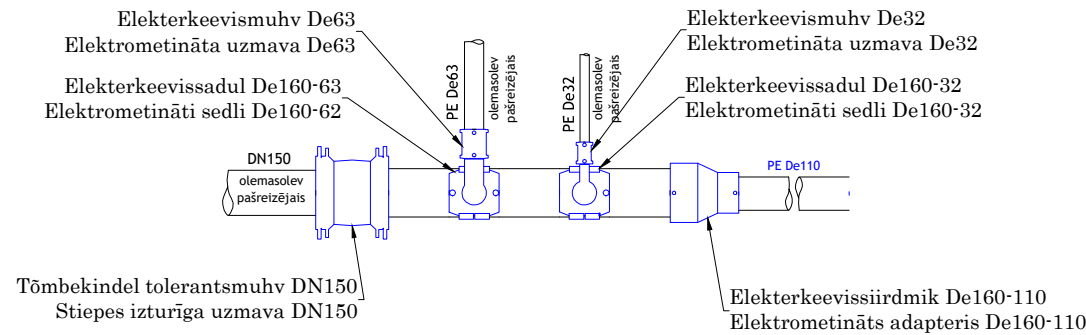 Elekterkeevismuhv De63
Elektrometināta uzmava De63
Elekterkeevissadul De160-63
Elektrometināti sedli De160-62
PE De63
olemasolev
pašreizējais
PE De32
olemasolev
pašreizējais
Elekterkeevismuhv De32
Elektrometināta uzmava De32
Elekterkeevissadul De160-32
Elektrometināti sedli De160-32
DN150
olemasolev
pašreizējais
PE De110
Tõmbekindel tolerantsmuhv DN150
Stiepes izturīga uzmava DN150
Elekterkeevissiirdmik De160-110
Elektrometināts adapteris De160-110